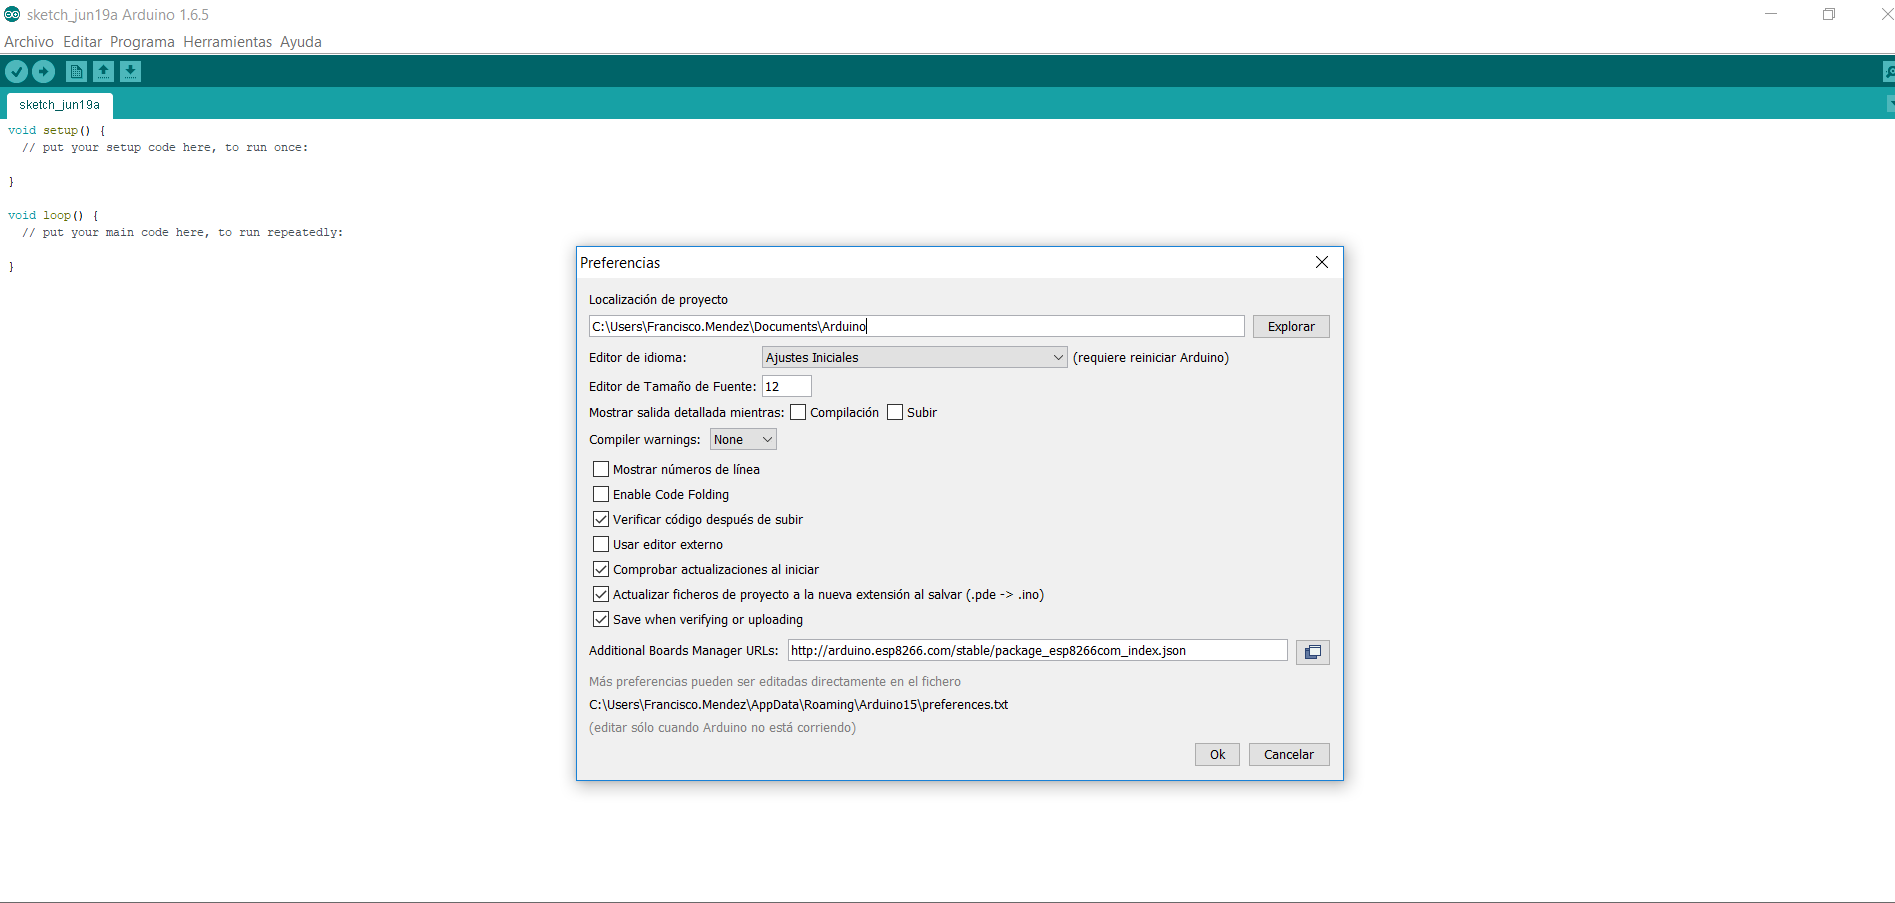 sketch_jun19a Arduino 1.6.5
Archivo Editar Programa Herramientas Ayuda
sketch_jun19a
void setup() {
  // put your setup code here, to run once:
}
void loop() {
  // put your main code here, to run repeatedly:
}
Preferencias
Localización de proyecto
C:\Users\Francisco.Mendez\Documents\Arduino Explorar
Editor de idioma: Ajustes Iniciales (requiere reiniciar Arduino)
Editor de Tamaño de Fuente: 12
Mostrar salida detallada mientras: Compilación Subir
Compiler warnings: None
Mostrar números de línea
Enable Code Folding
Verificar código después de subir
Usar editor externo
Comprobar actualizaciones al iniciar
Actualizar ficheros de proyecto a la nueva extensión al salvar (.pde -> .ino)
Save when verifying or uploading
Additional Boards Manager URLs: http://arduino.esp8266.com/stable/package_esp8266com_index.json
Más preferencias pueden ser editadas directamente en el fichero
C:\Users\Francisco.Mendez\AppData\Roaming\Arduino15\preferences.txt
(editar sólo cuando Arduino no está corriendo)
Ok Cancelar